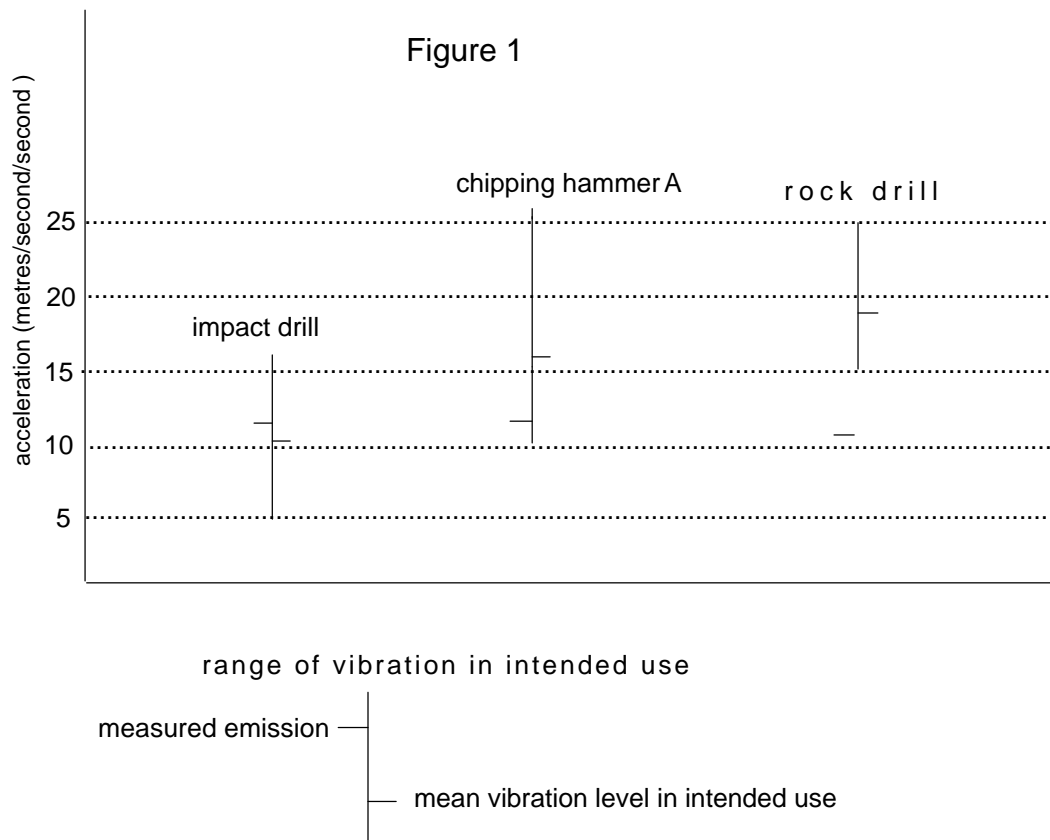 Figure 1
acceleration (metres/second/second )
chipping hammer A
rock drill
25
20
impact drill
15
10
5
range of vibration in intended use
measured emission
mean vibration level in intended use